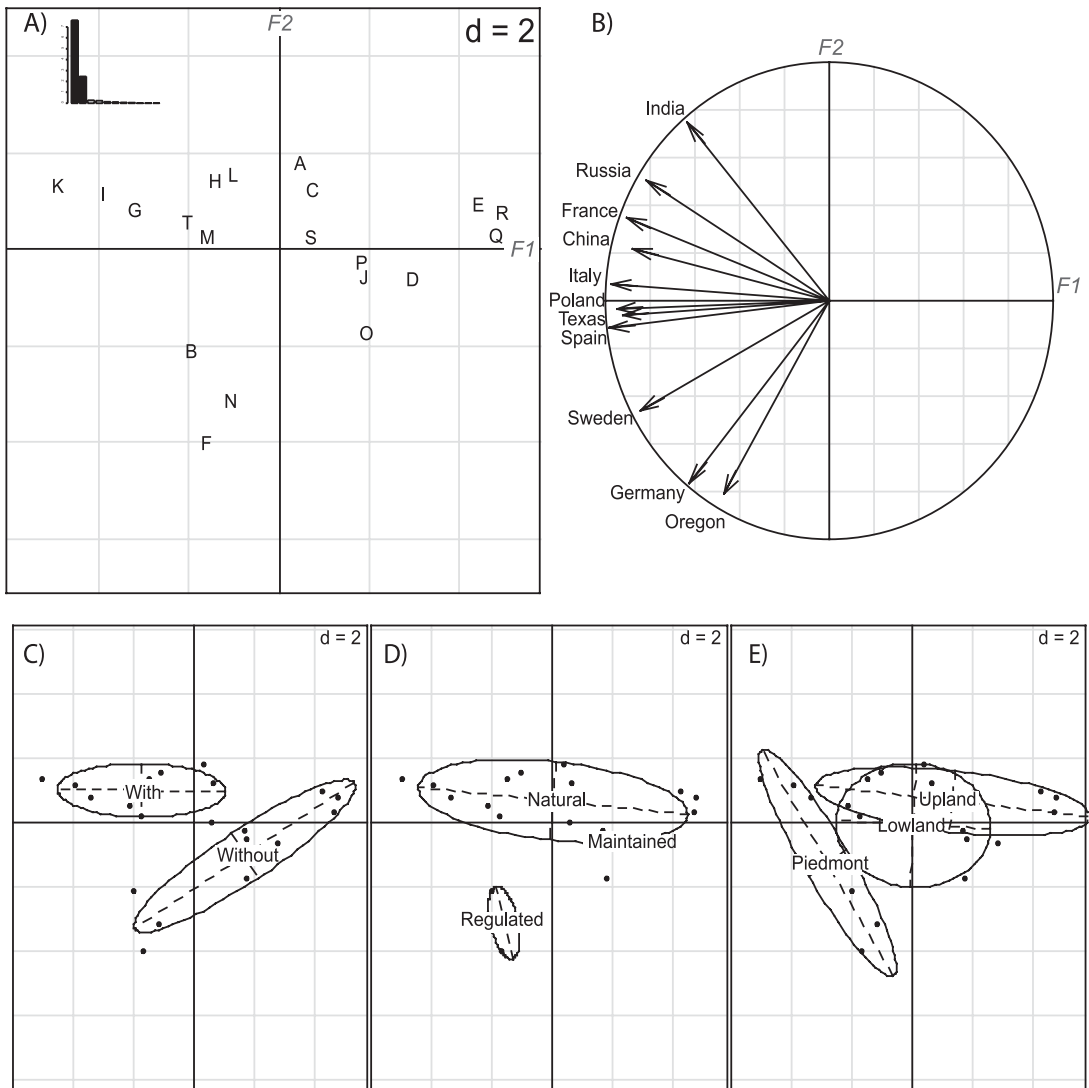 A)
F2
d = 2
A
K
I
H
L
C
G
E
R
T
M
S
Q
F1
P
J
D
O
B
N
F
B)
F2
India
Russia
France
China
Italy
F1
Poland
Texas
Spain
Sweden
Germany
Oregon
C)
d = 2
With
Without
D)
d = 2
Natural
Maintained
Regulated
E)
d = 2
Upland
Lowland
Piedmont